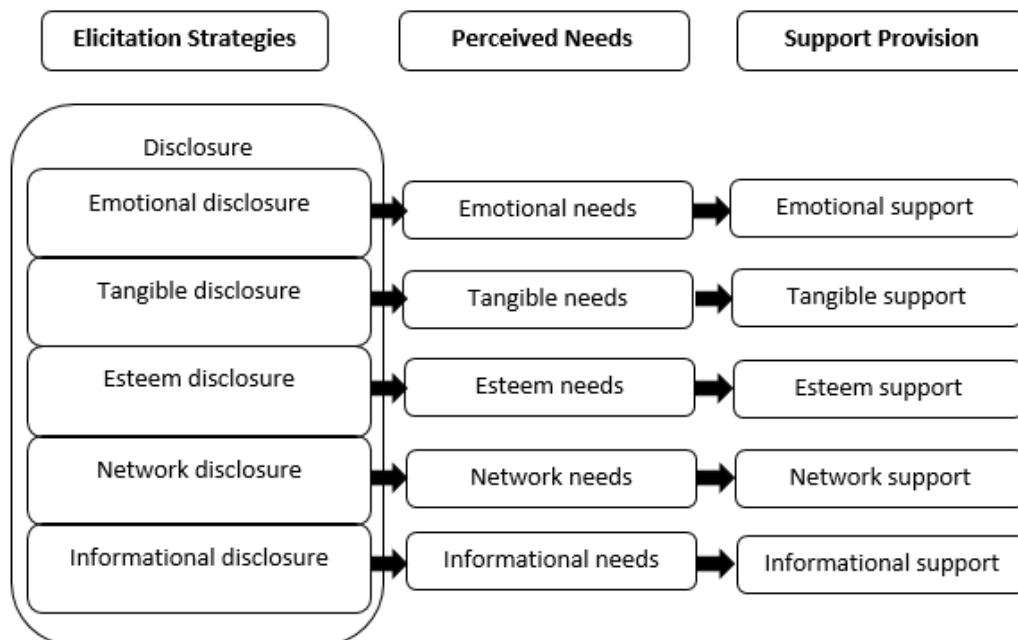 Elicitation Strategies
Perceived Needs
Support Provision
Disclosure
Emotional disclosure
Emotional needs
Emotional support
Tangible disclosure
Tangible needs
Tangible support
Esteem disclosure
Esteem needs
Esteem support
Network disclosure
Network needs
Network support
Informational disclosure
Informational needs
Informational support